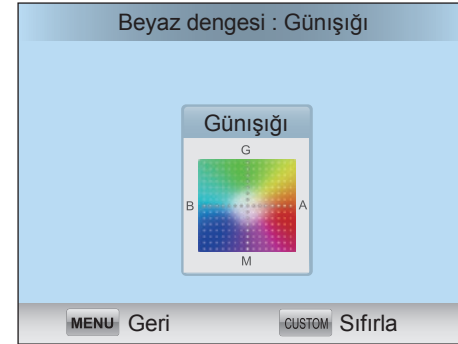 Beyaz dengesi : Günışığı
Günışığı
G
B A
M
MENU Geri CUSTOM Sıfırla